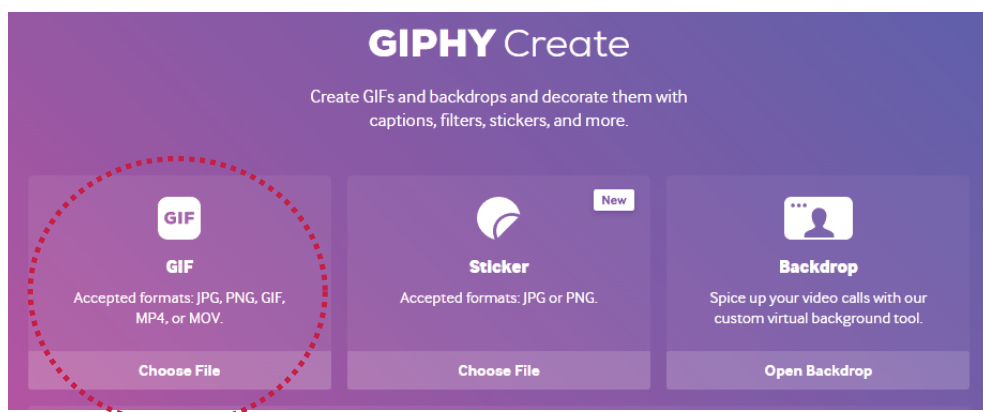 GIPHY Create
Create GIFs and backdrops and decorate them with
captions, filters, stickers, and more.
GIF
GIF
Accepted formats: JPG, PNG, GIF,
MP4, or MOV.
Choose File
New
Sticker
Accepted formats: JPG or PNG.
Choose File
Backdrop
Spice up your video calls with our
custom virtual background tool.
Open Backdrop